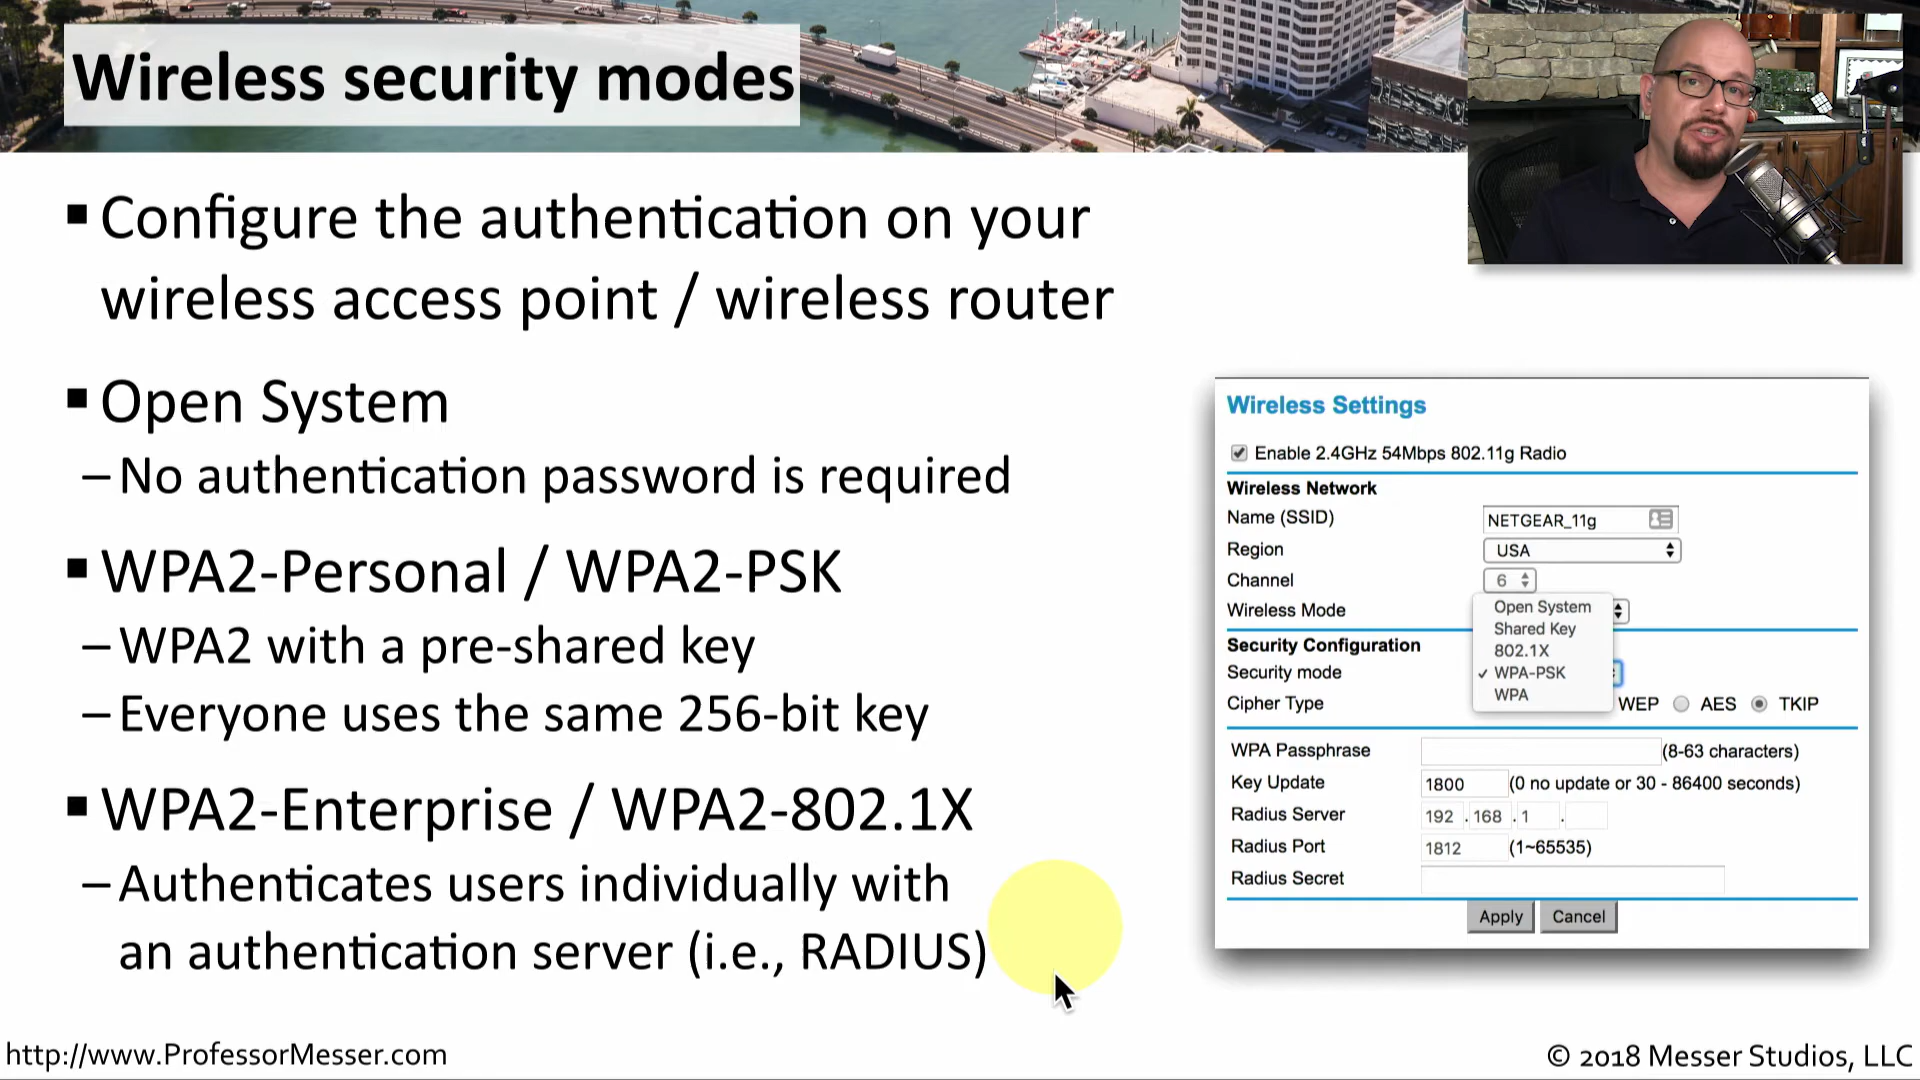 Wireless security modes
▪ Configure the authentication on your
wireless access point / wireless router
▪ Open System
– No authentication password is required
▪ WPA2-Personal / WPA2-PSK
– WPA2 with a pre-shared key
– Everyone uses the same 256-bit key
▪ WPA2-Enterprise / WPA2-802.1X
– Authenticates users individually with
an authentication server (i.e., RADIUS)
Wireless Settings
Enable 2.4GHz 54Mbps 802.11g Radio
Wireless Network
Name (SSID) NETGEAR_11g
Region USA
Channel 6
Wireless Mode
Open System
Shared Key
802.1X
✓ WPA-PSK
WPA
Security Configuration
Security mode
Cipher Type WEP AES TKIP
WPA Passphrase (8-63 characters)
Key Update 1800 (0 no update or 30 - 86400 seconds)
Radius Server 192 . 168 . 1 .
Radius Port 1812 (1~65535)
Radius Secret
Apply Cancel
http://www.ProfessorMesser.com
© 2018 Messer Studios, LLC